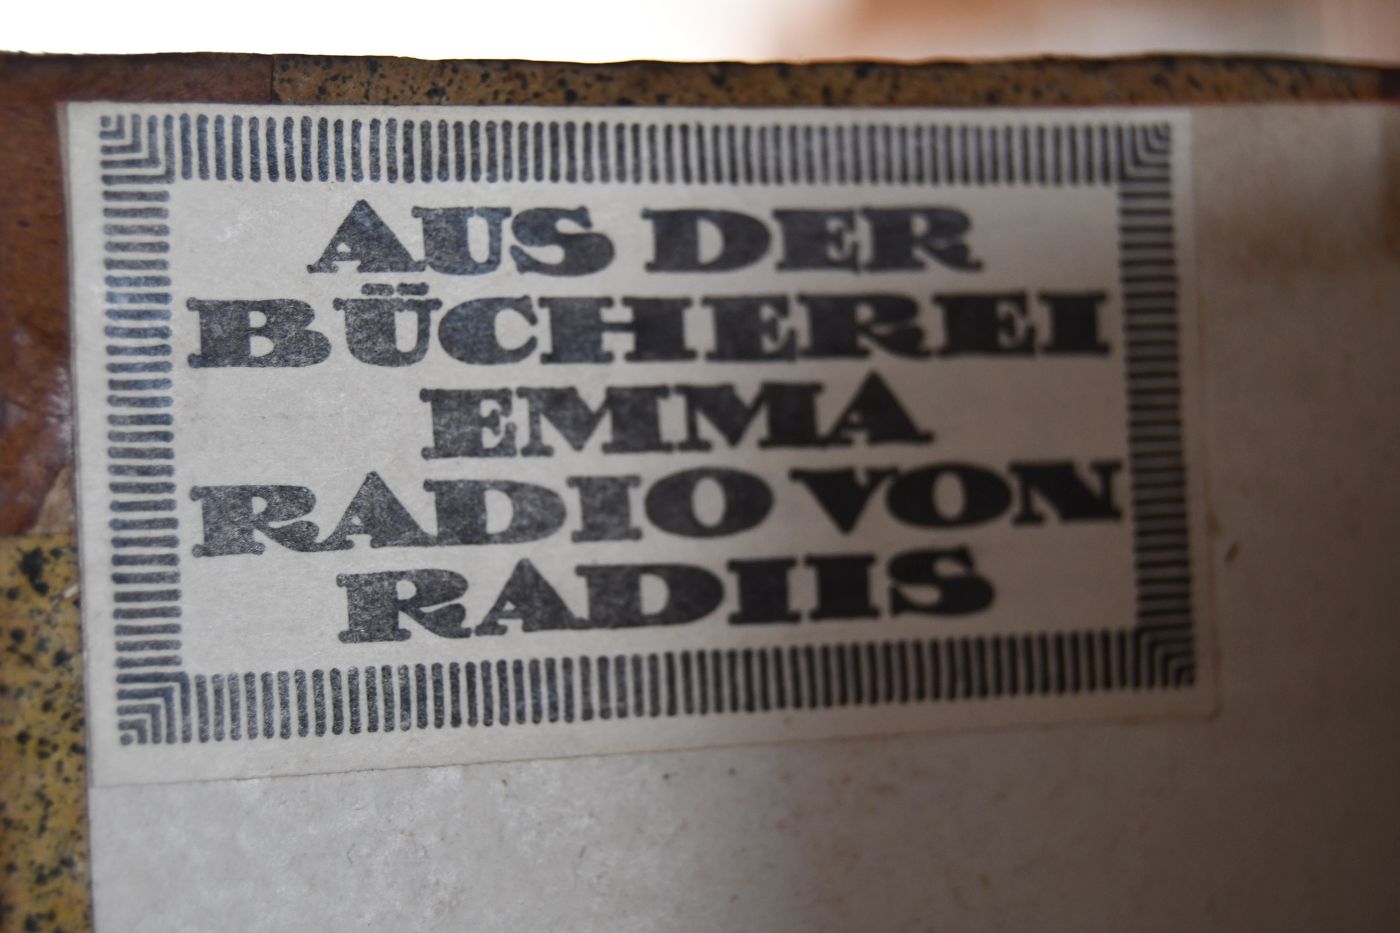 AUS DER
BÜCHEREI
EMMA
RADIO VON
RADIIS